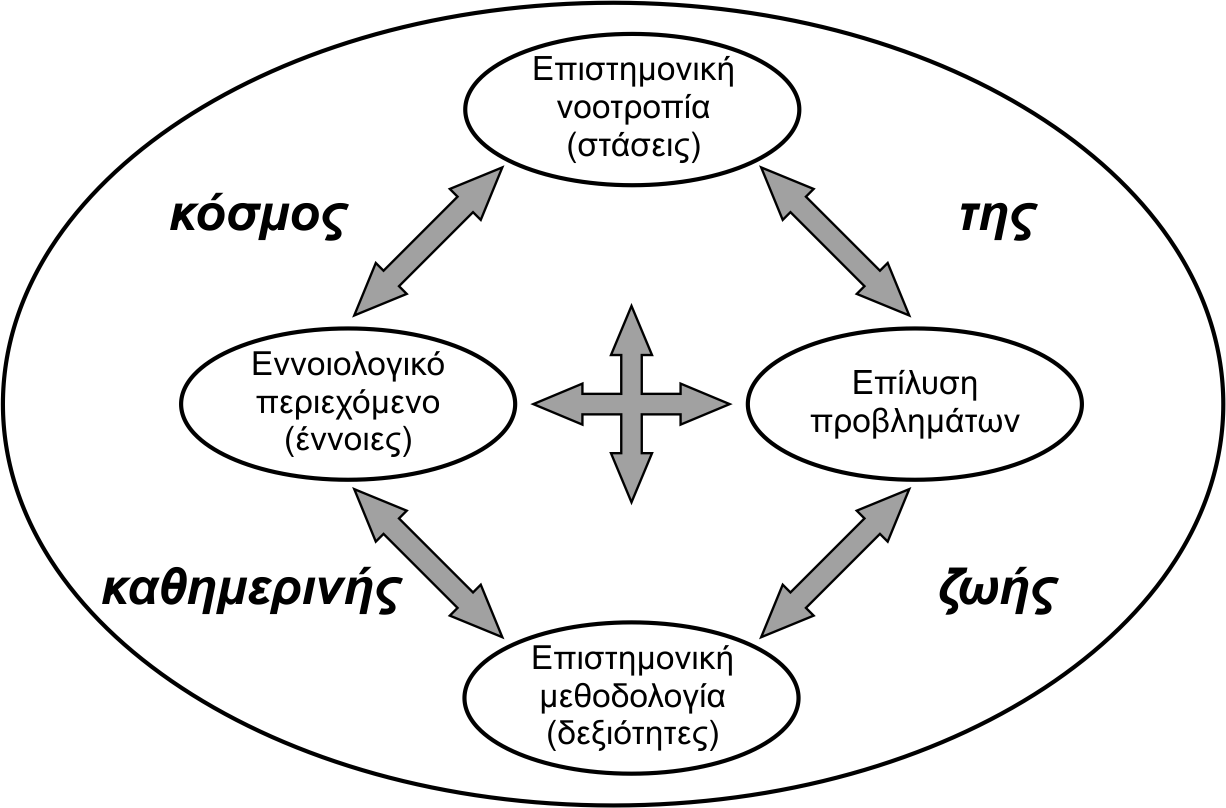 Επιστημονική
νοοτροπία
(στάσεις)
κόσμος
της
Εννοιολογικό
περιεχόμενο
(έννοιες)
Επίλυση
προβλημάτων
καθημερινής
ζωής
Επιστημονική
μεθοδολογία
(δεξιότητες)